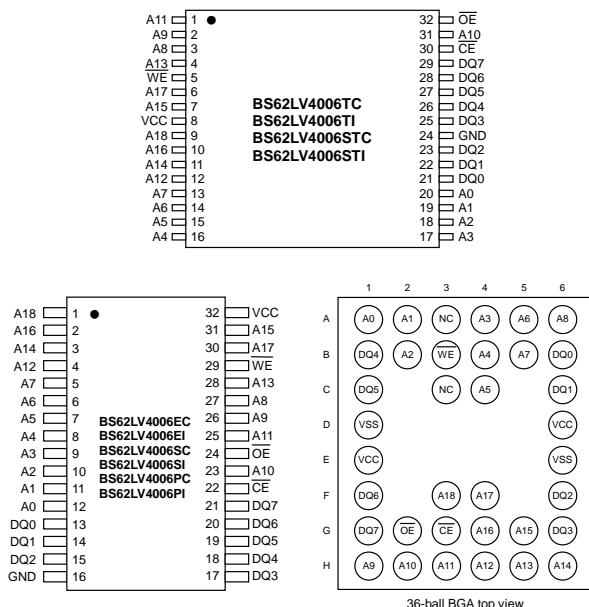 A11 1 32 OE
A9 2 31 A10
A8 3 30 CE
A13 4 29 DQ7
WE 5 28 DQ6
A17 6 27 DQ5
A15 7 26 DQ4
VCC 8 25 DQ3
A18 9 24 GND
A16 10 23 DQ2
A14 11 22 DQ1
A12 12 21 DQ0
A7 13 20 A0
A6 14 19 A1
A5 15 18 A2
A4 16 17 A3
BS62LV4006TC
BS62LV4006TI
BS62LV4006STC
BS62LV4006STI
A18 1 32 VCC
A16 2 31 A15
A14 3 30 A17
A12 4 29 WE
A7 5 28 A13
A6 6 27 A8
A5 7 26 A9
A4 8 25 A11
A3 9 24 OE
A2 10 23 A10
A1 11 22 CE
A0 12 21 DQ7
DQ0 13 20 DQ6
DQ1 14 19 DQ5
DQ2 15 18 DQ4
GND 16 17 DQ3
BS62LV4006EC
BS62LV4006EI
BS62LV4006SC
BS62LV4006SI
BS62LV4006PC
BS62LV4006PI
1 2 3 4 5 6
A A0 A1 NC A3 A6 A8
B DQ4 A2 WE A4 A7 DQ0
C DQ5 NC A5 DQ1
D VSS VCC
E VCC VSS
F DQ6 A18 A17 DQ2
G DQ7 OE CE A16 A15 DQ3
H A9 A10 A11 A12 A13 A14
36-ball BGA top view